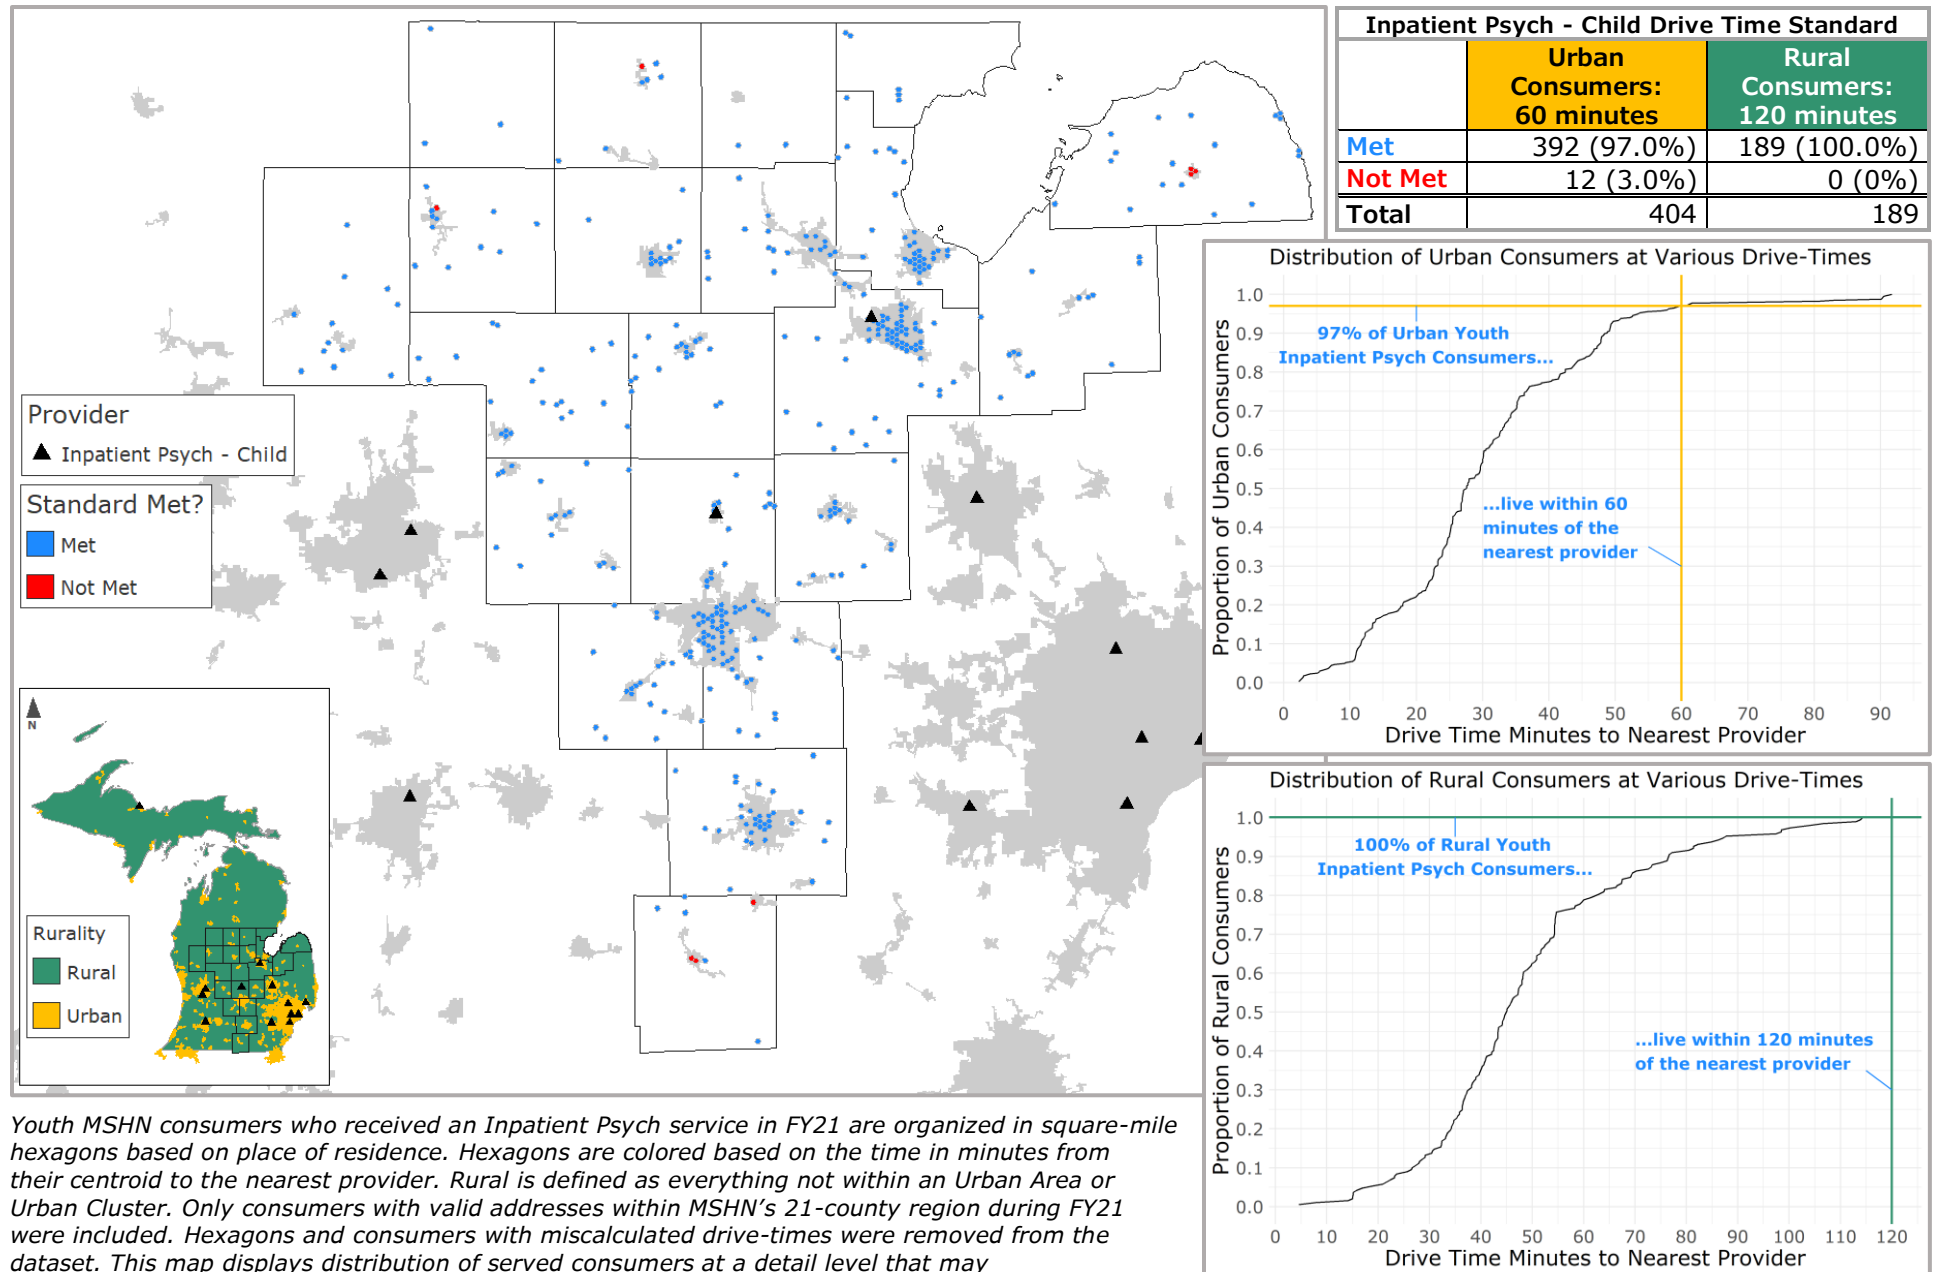 Inpatient Psych - Child Drive Time Standard
Urban Consumers: 60 minutes
Rural Consumers: 120 minutes
Met 392 (97.0%) 189 (100.0%)
Not Met 12 (3.0%) 0 (0%)
Total 404 189
Provider
Inpatient Psych - Child
Standard Met?
Met
Not Met
N
Rurality
Rural
Urban
Distribution of Urban Consumers at Various Drive-Times
Proportion of Urban Consumers
1.0
0.9
0.8
0.7
0.6
0.5
0.4
0.3
0.2
0.1
0.0
97% of Urban Youth
Inpatient Psych Consumers...
...live within 60
minutes of the
nearest provider
0 10 20 30 40 50 60 70 80 90
Drive Time Minutes to Nearest Provider
Distribution of Rural Consumers at Various Drive-Times
Proportion of Rural Consumers
1.0
0.9
0.8
0.7
0.6
0.5
0.4
0.3
0.2
0.1
0.0
100% of Rural Youth
Inpatient Psych Consumers...
...live within 120 minutes
of the nearest provider
0 10 20 30 40 50 60 70 80 90 100 110 120
Drive Time Minutes to Nearest Provider
Youth MSHN consumers who received an Inpatient Psych service in FY21 are organized in square-mile
hexagons based on place of residence. Hexagons are colored based on the time in minutes from
their centroid to the nearest provider. Rural is defined as everything not within an Urban Area or
Urban Cluster. Only consumers with valid addresses within MSHN's 21-county region during FY21
were included. Hexagons and consumers with miscalculated drive-times were removed from the
dataset. This map displays distribution of served consumers at a detail level that may